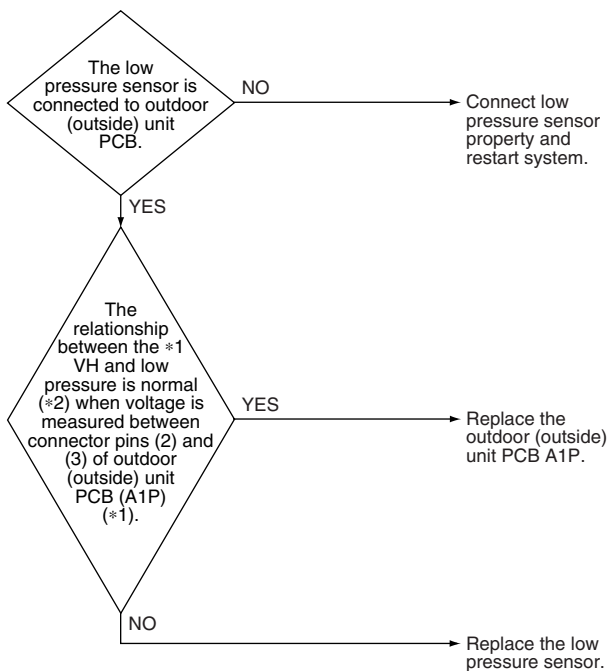 The low
pressure sensor is
connected to outdoor
(outside) unit
PCB.
NO
Connect low
pressure sensor
property and
restart system.
YES
The
relationship
between the *1
VH and low
pressure is normal
(*2) when voltage is
measured between
connector pins (2) and
(3) of outdoor
(outside) unit
PCB (A1P)
(*1).
YES
Replace the
outdoor (outside)
unit PCB A1P.
NO
Replace the low
pressure sensor.